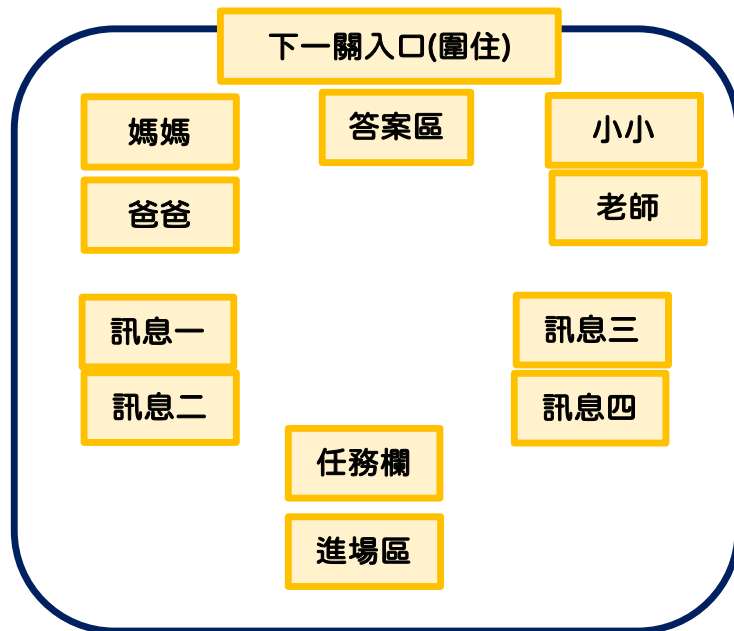 下一關入口(圍住)
媽媽
答案區
小小
爸爸
老師
訊息一
訊息三
訊息二
訊息四
任務欄
進場區